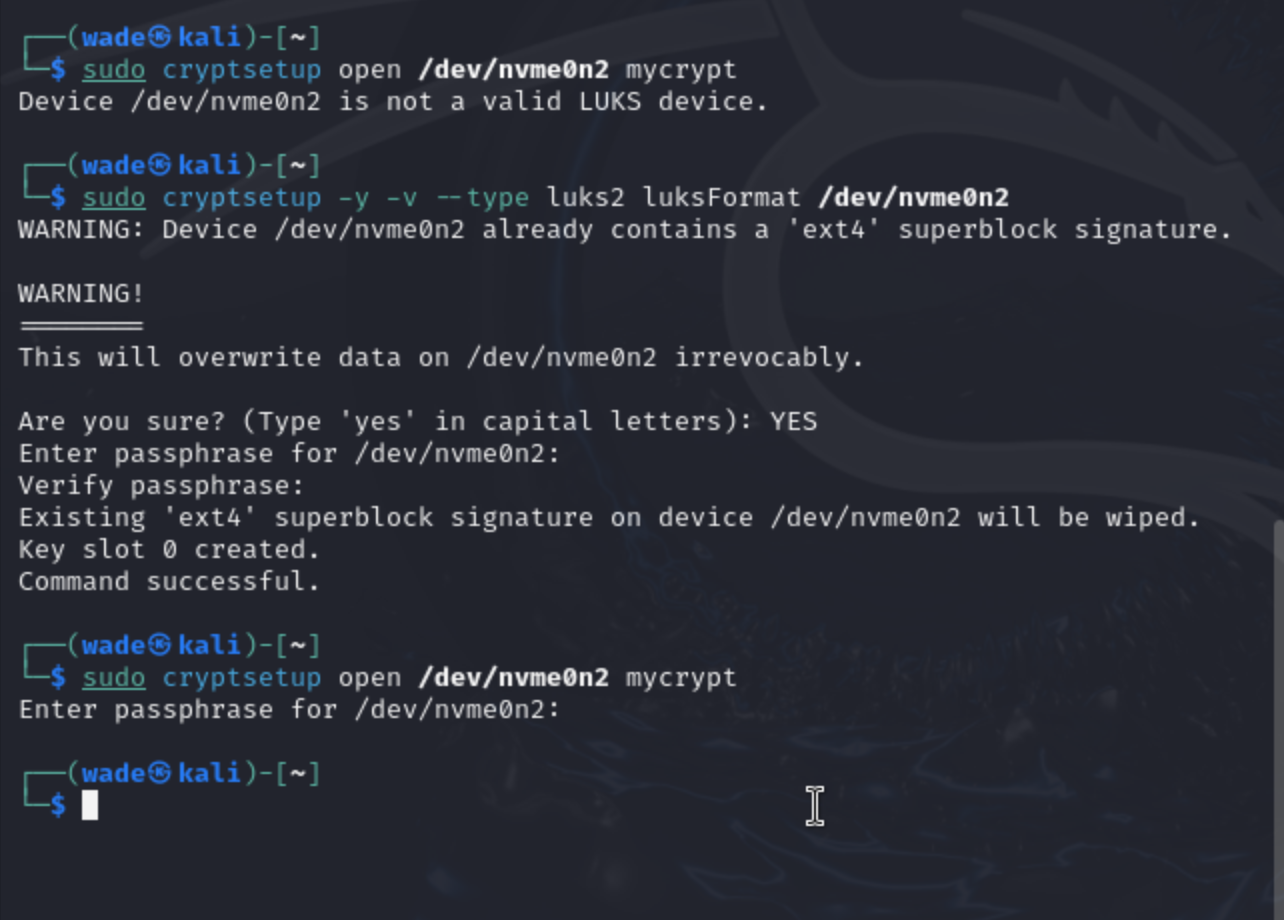 ┌──(wade㉿kali)-[~]
└─$ sudo cryptsetup open /dev/nvme0n2 mycrypt
Device /dev/nvme0n2 is not a valid LUKS device.
┌──(wade㉿kali)-[~]
└─$ sudo cryptsetup -y -v --type luks2 luksFormat /dev/nvme0n2
WARNING: Device /dev/nvme0n2 already contains a 'ext4' superblock signature.
WARNING!
========
This will overwrite data on /dev/nvme0n2 irrevocably.
Are you sure? (Type 'yes' in capital letters): YES
Enter passphrase for /dev/nvme0n2:
Verify passphrase:
Existing 'ext4' superblock signature on device /dev/nvme0n2 will be wiped.
Key slot 0 created.
Command successful.
┌──(wade㉿kali)-[~]
└─$ sudo cryptsetup open /dev/nvme0n2 mycrypt
Enter passphrase for /dev/nvme0n2:
┌──(wade㉿kali)-[~]
└─$